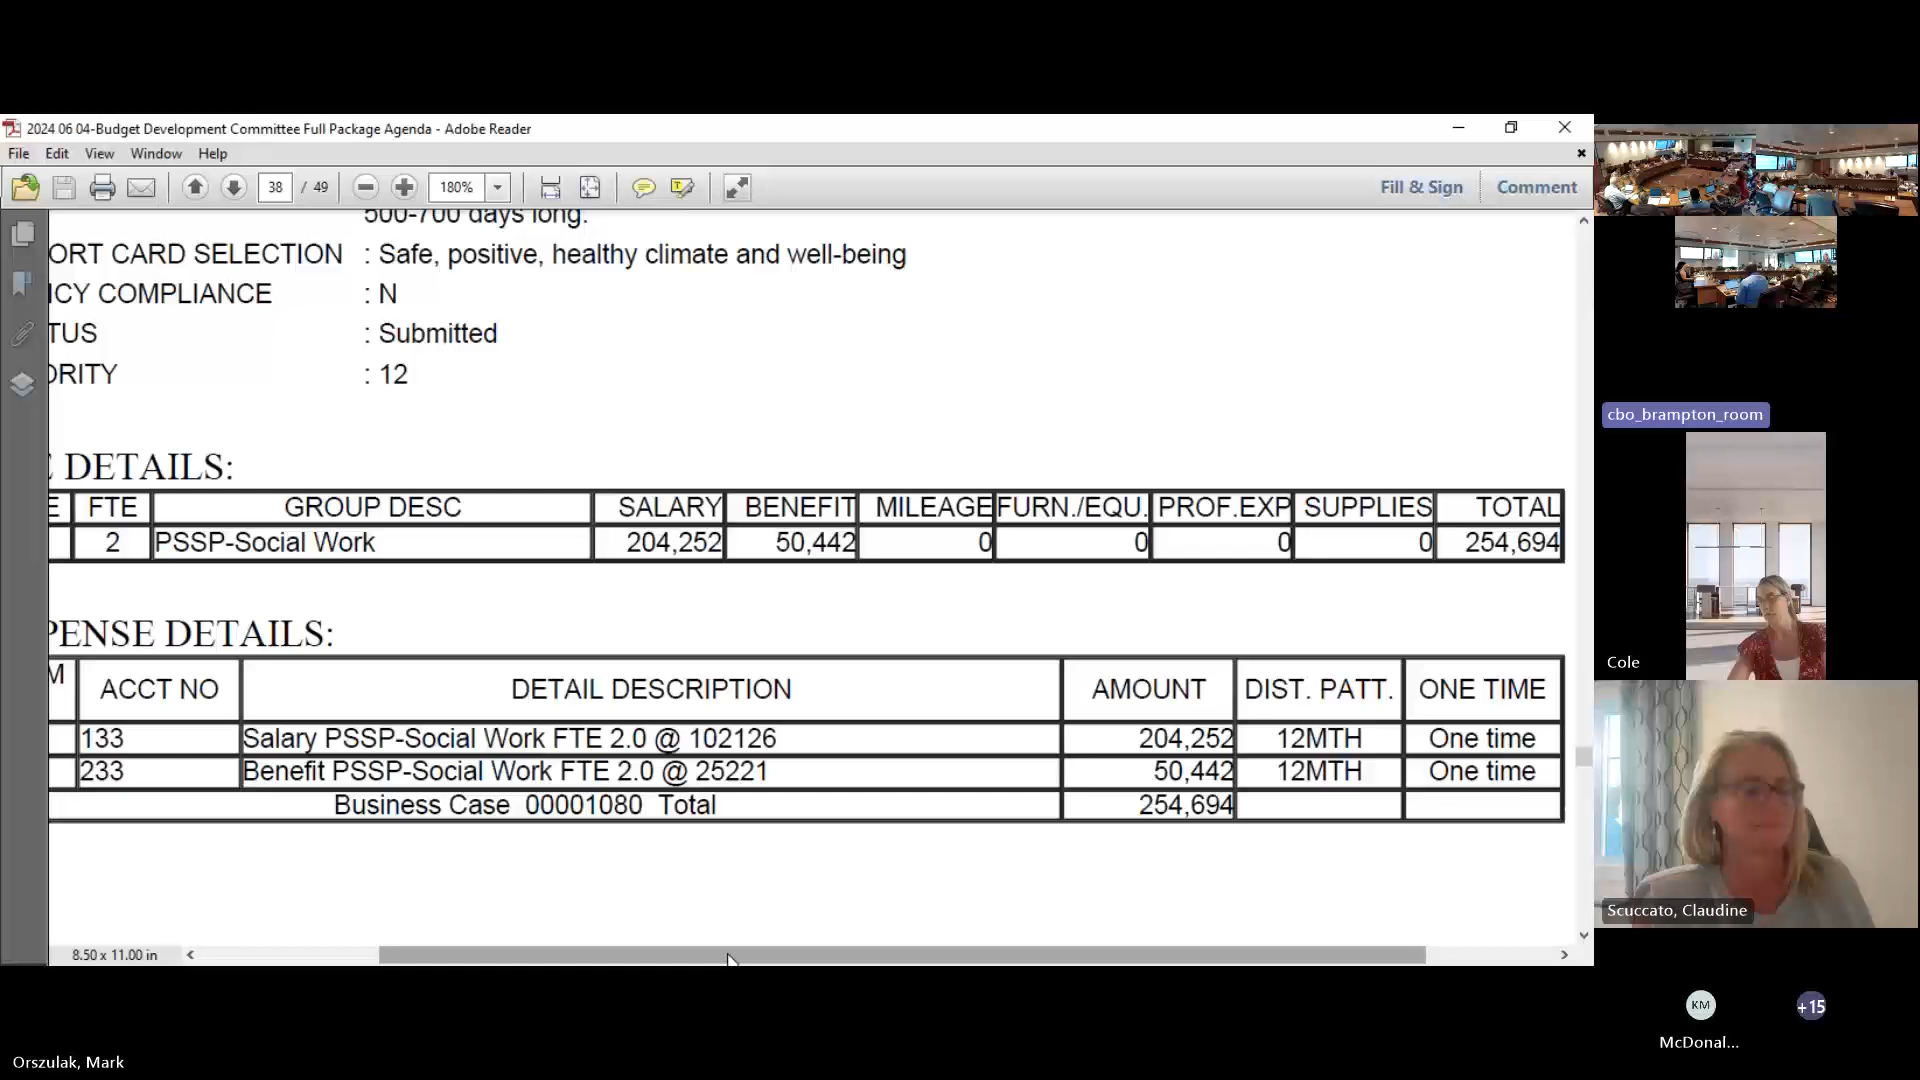 2024 06 04-Budget Development Committee Full Package Agenda - Adobe Reader
File Edit View Window Help
38 / 49 180% Fill & Sign Comment
500-700 days long.
ORT CARD SELECTION : Safe, positive, healthy climate and well-being
ICY COMPLIANCE : N
TUS : Submitted
ORITY : 12
E DETAILS:
E FTE GROUP DESC SALARY BENEFIT MILEAGE FURN./EQU. PROF.EXP SUPPLIES TOTAL
2 PSSP-Social Work 204,252 50,442 0 0 0 0 254,694
PENSE DETAILS:
M ACCT NO DETAIL DESCRIPTION AMOUNT DIST. PATT. ONE TIME
133 Salary PSSP-Social Work FTE 2.0 @ 102126 204,252 12MTH One time
233 Benefit PSSP-Social Work FTE 2.0 @ 25221 50,442 12MTH One time
Business Case 00001080 Total 254,694
8.50 x 11.00 in
cbo_brampton_room
Cole
Scuccato, Claudine
KM
+15
McDonal...
Orszulak, Mark